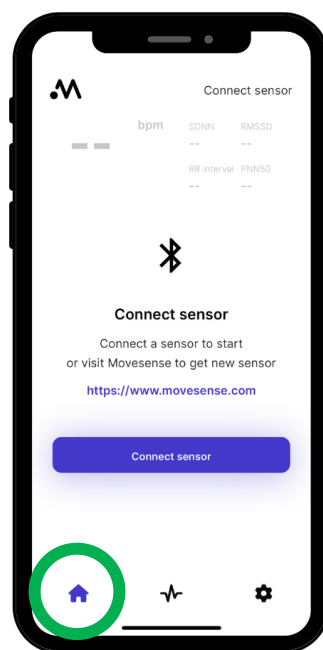 Connect sensor
bpm
SDNN
RMSSD
-- --
--
--
RR interval
PNN50
--
--
Connect sensor
Connect a sensor to start
or visit Movesense to get new sensor
https://www.movesense.com
Connect sensor